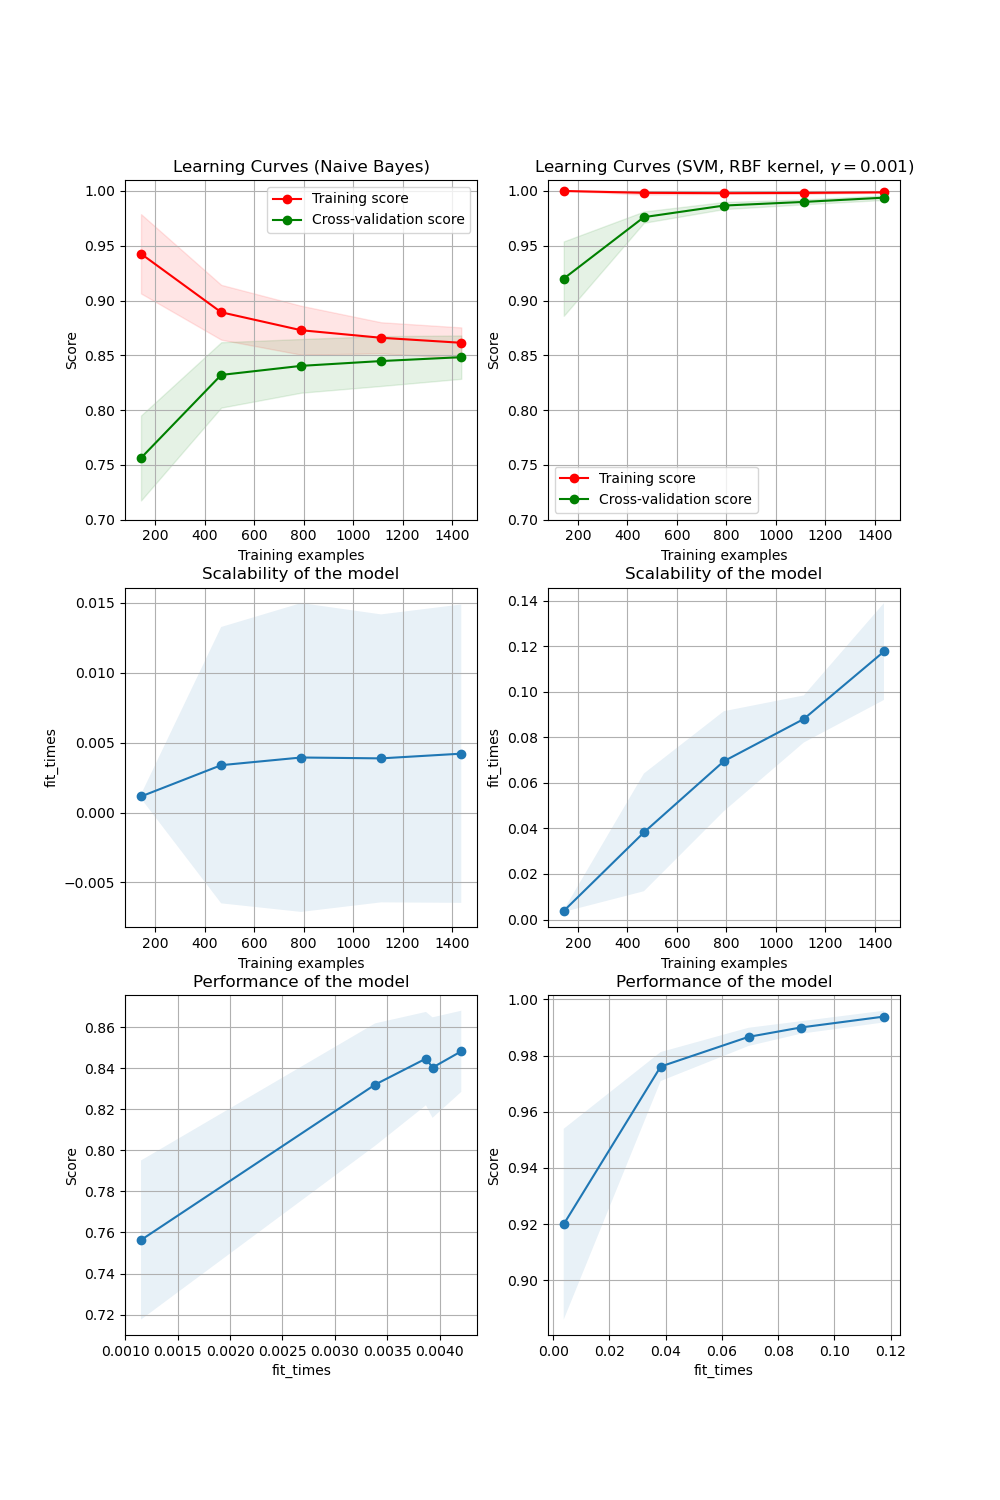 Learning Curves (Naive Bayes)
1.00
0.95
0.90
0.85
0.80
0.75
0.70
Score
Training score
Cross-validation score
200 400 600 800 1000 1200 1400
Training examples
Learning Curves (SVM, RBF kernel, γ = 0.001)
1.00
0.95
0.90
0.85
0.80
0.75
0.70
Score
Training score
Cross-validation score
200 400 600 800 1000 1200 1400
Training examples
Scalability of the model
0.015
0.010
0.005
0.000
−0.005
fit_times
200 400 600 800 1000 1200 1400
Training examples
Scalability of the model
0.14
0.12
0.10
0.08
0.06
0.04
0.02
0.00
fit_times
200 400 600 800 1000 1200 1400
Training examples
Performance of the model
0.86
0.84
0.82
0.80
0.78
0.76
0.74
0.72
Score
0.0010 0.0015 0.0020 0.0025 0.0030 0.0035 0.0040
fit_times
Performance of the model
1.00
0.98
0.96
0.94
0.92
0.90
Score
0.00 0.02 0.04 0.06 0.08 0.10 0.12
fit_times